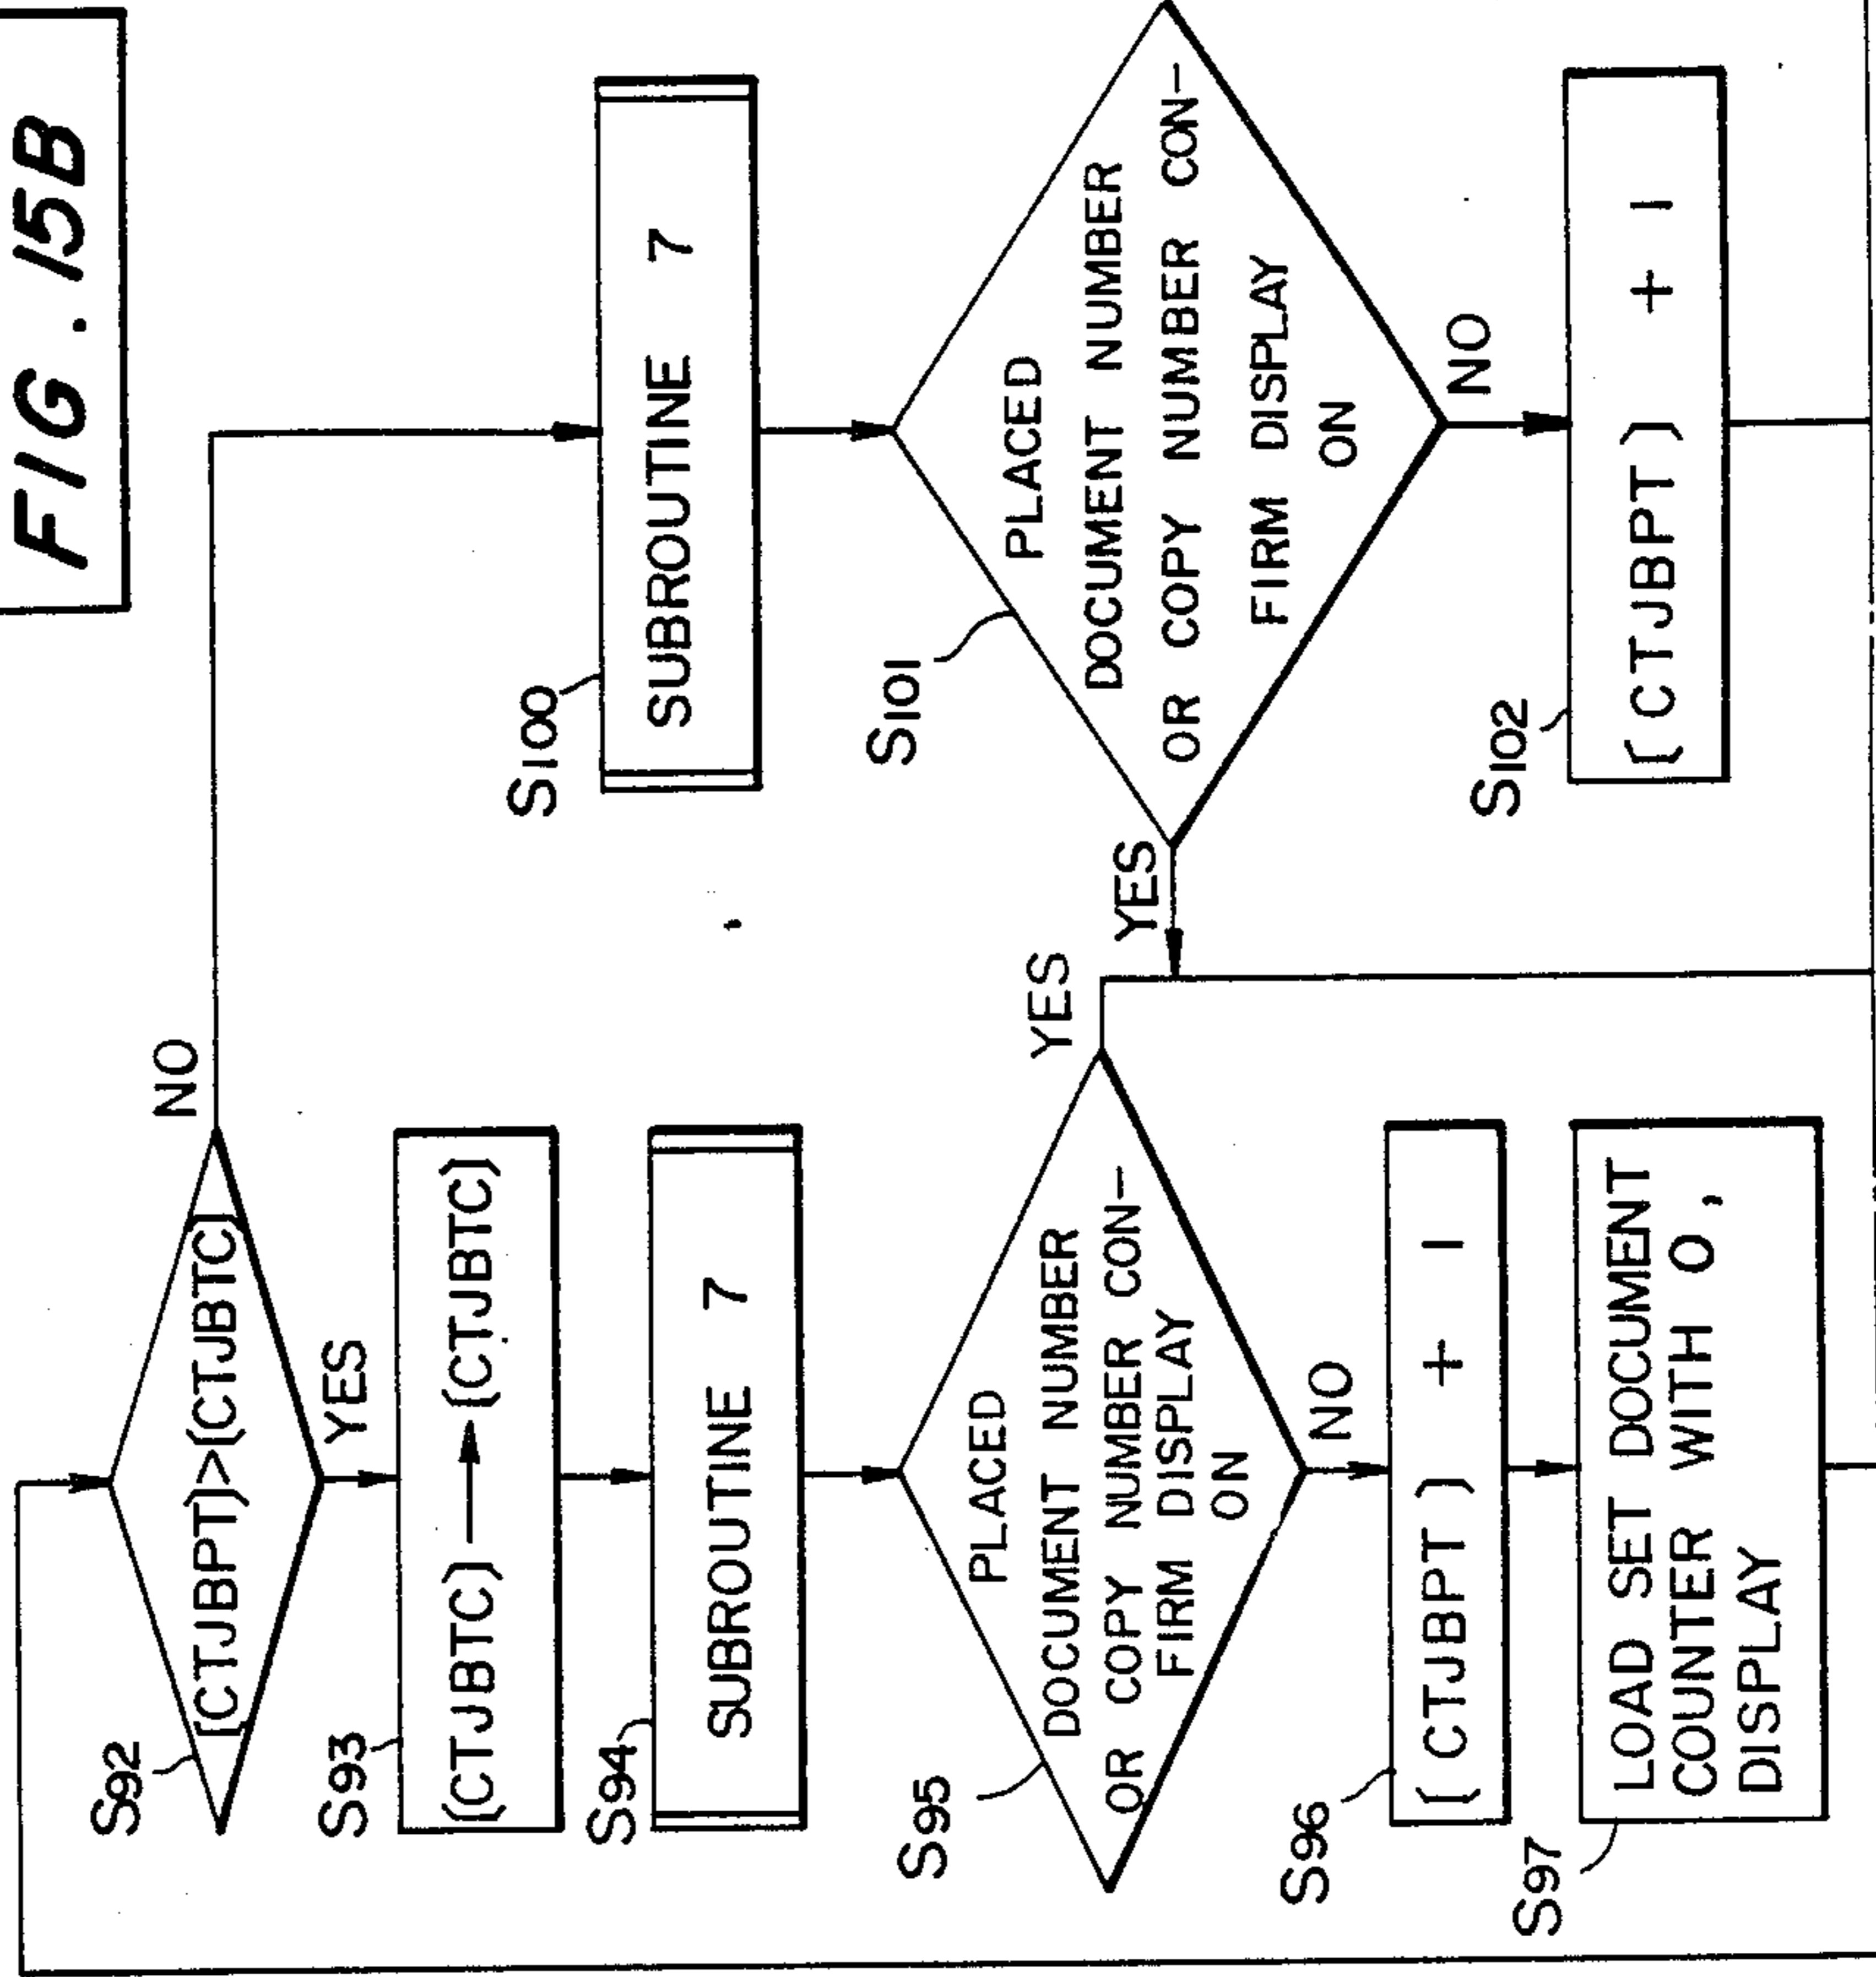 FIG. 15B
S92
(CTJBPT)>(CTJBTC)
NO
YES
S93
(CTJBTC) → (CTJBTC)
S94
SUBROUTINE 7
S95
PLACED
DOCUMENT NUMBER
OR COPY NUMBER CON-
FIRM DISPLAY
ON
YES
NO
S96
(CTJBPT) + 1
S97
LOAD SET DOCUMENT
COUNTER WITH 0,
DISPLAY
S100
SUBROUTINE 7
S101
PLACED
DOCUMENT NUMBER
OR COPY NUMBER CON-
FIRM DISPLAY
ON
YES
NO
S102
(CTJBPT) + 1